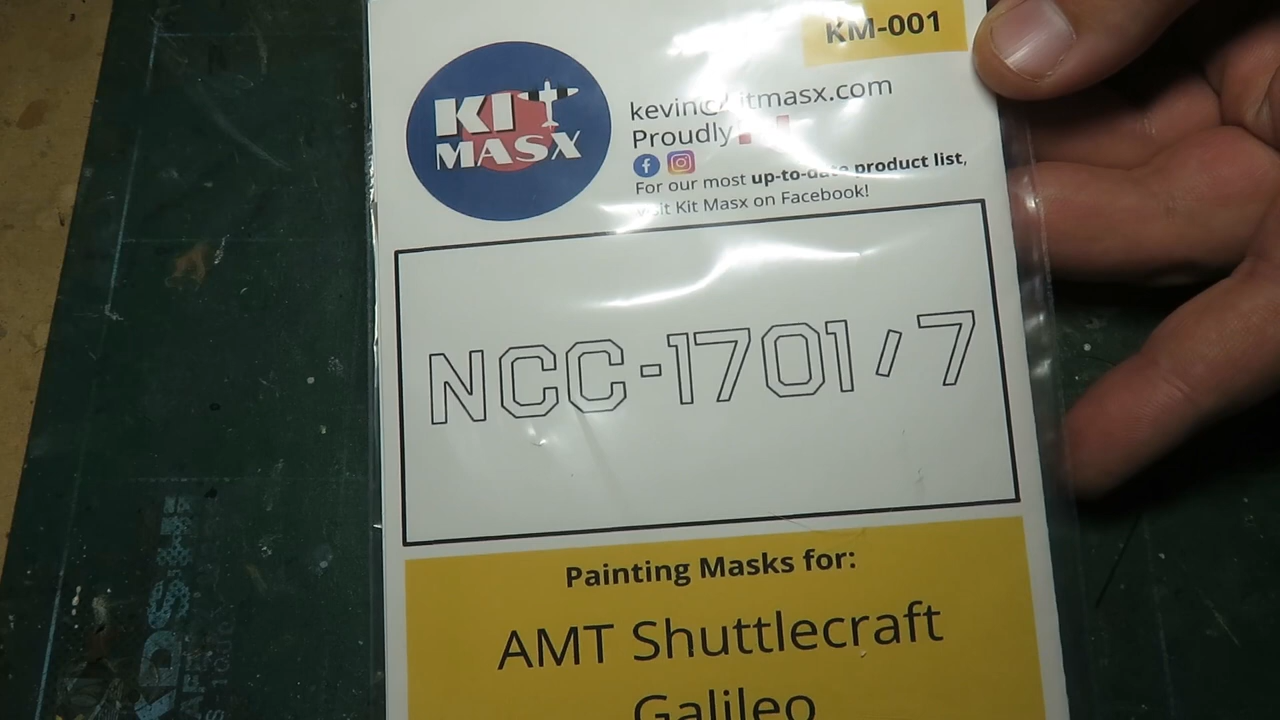 KM-001
KIT
MASX
kevin@kitmasx.com
Proudly
For our most up-to-date product list,
visit Kit Masx on Facebook!
NCC-1701/7
Painting Masks for:
AMT Shuttlecraft
Galileo